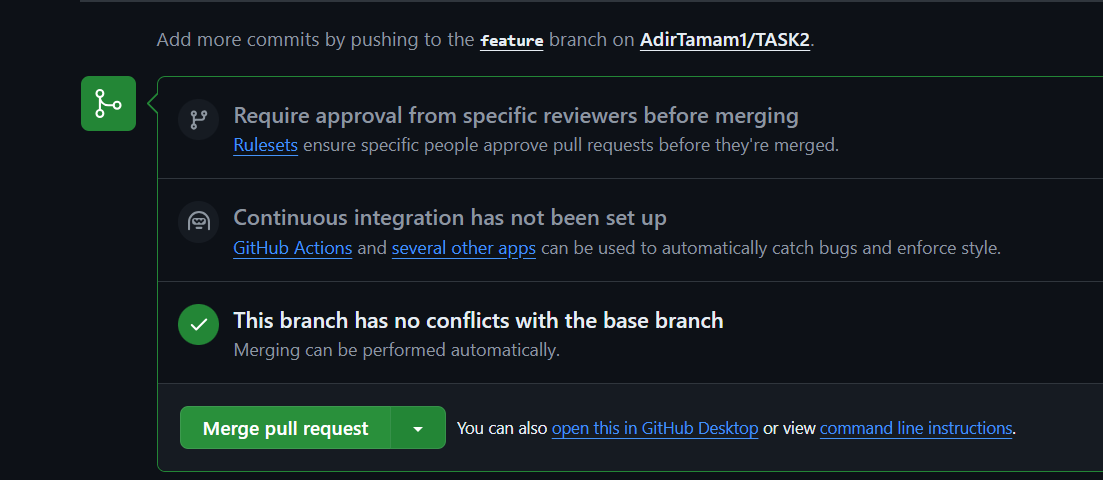 Add more commits by pushing to the feature branch on AdirTamam1/TASK2.
Require approval from specific reviewers before merging
Rulesets ensure specific people approve pull requests before they're merged.
Continuous integration has not been set up
GitHub Actions and several other apps can be used to automatically catch bugs and enforce style.
This branch has no conflicts with the base branch
Merging can be performed automatically.
Merge pull request You can also open this in GitHub Desktop or view command line instructions.